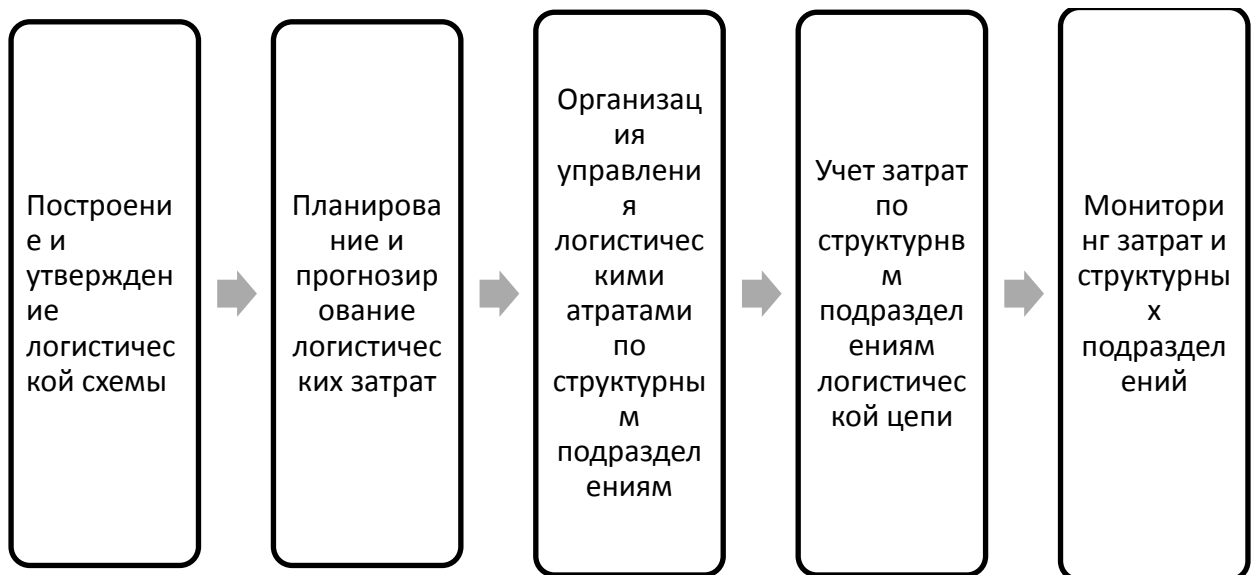 Построени
е и
утвержден
ие
логистичес
кой схемы
Планирова
ние и
прогнозир
ование
логистичес
ких затрат
Организац
ия
управлени
я
логистичес
кими
атратами
по
структурны
м
подраздел
ениям
Учет затрат
по
структурнв
м
подраздел
ениям
логистичес
кой цепи
Монитори
нг затрат и
структурны
х
подраздел
ений